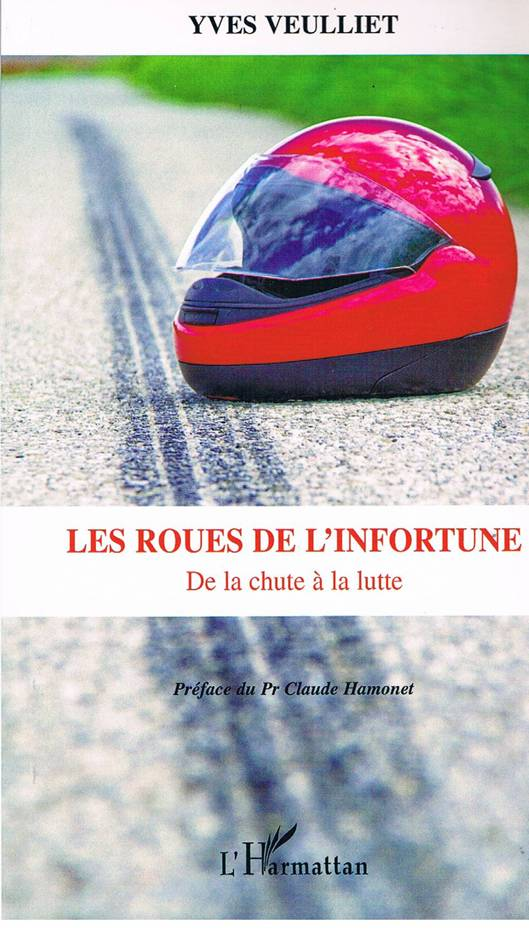 YVES VEULLIET
LES ROUES DE L'INFORTUNE
De la chute à la lutte
Préface du Pr Claude Hamonet
L'Harmattan